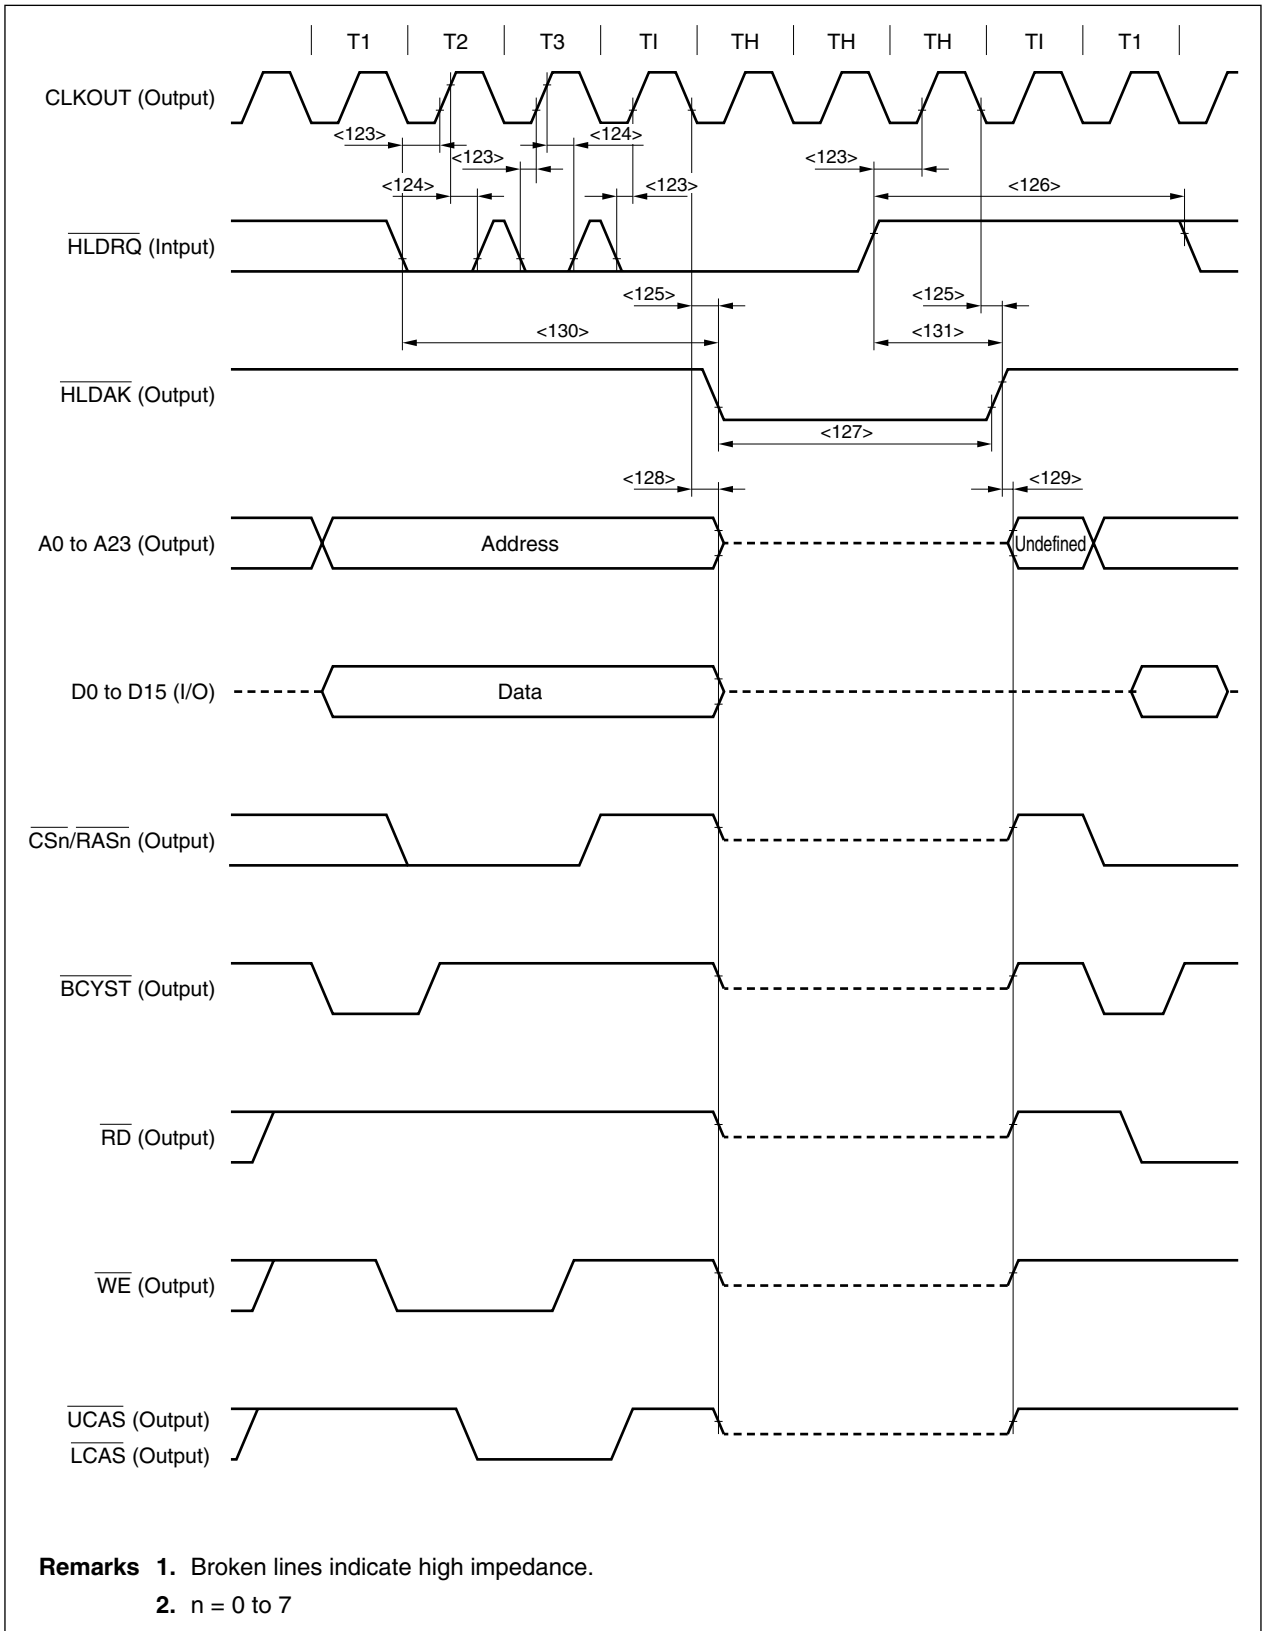 T1 T2 T3 TI TH TH TH TI T1
CLKOUT (Output)
<123> <124>
<123> <123>
<124> <123> <126>
HLDRQ (Intput)
<125> <125>
<130> <131>
HLDAK (Output)
<127>
<128> <129>
A0 to A23 (Output) Address Undefined
D0 to D15 (I/O) Data
CSn/RASn (Output)
BCYST (Output)
RD (Output)
WE (Output)
UCAS (Output)
LCAS (Output)
Remarks 1. Broken lines indicate high impedance.
2. n = 0 to 7